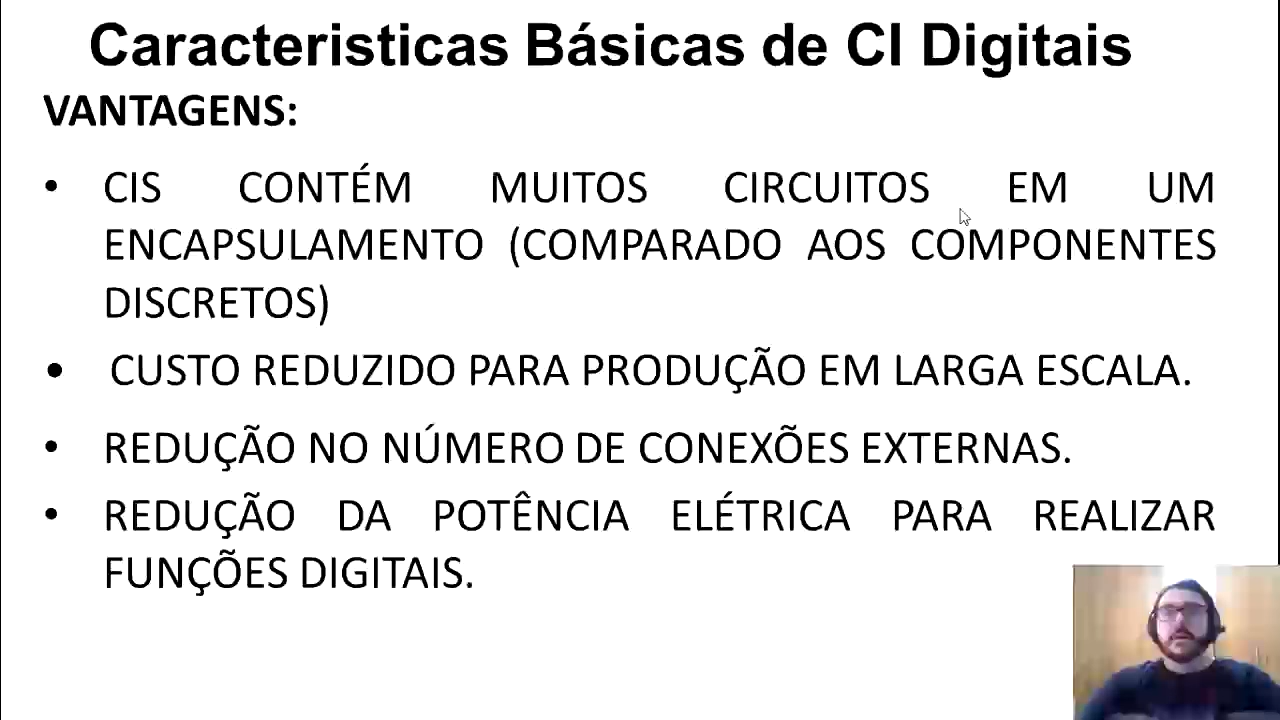 Caracteristicas Básicas de CI Digitais
VANTAGENS:
• CIS CONTÉM MUITOS CIRCUITOS EM UM
ENCAPSULAMENTO (COMPARADO AOS COMPONENTES
DISCRETOS)
• CUSTO REDUZIDO PARA PRODUÇÃO EM LARGA ESCALA.
• REDUÇÃO NO NÚMERO DE CONEXÕES EXTERNAS.
• REDUÇÃO DA POTÊNCIA ELÉTRICA PARA REALIZAR
FUNÇÕES DIGITAIS.